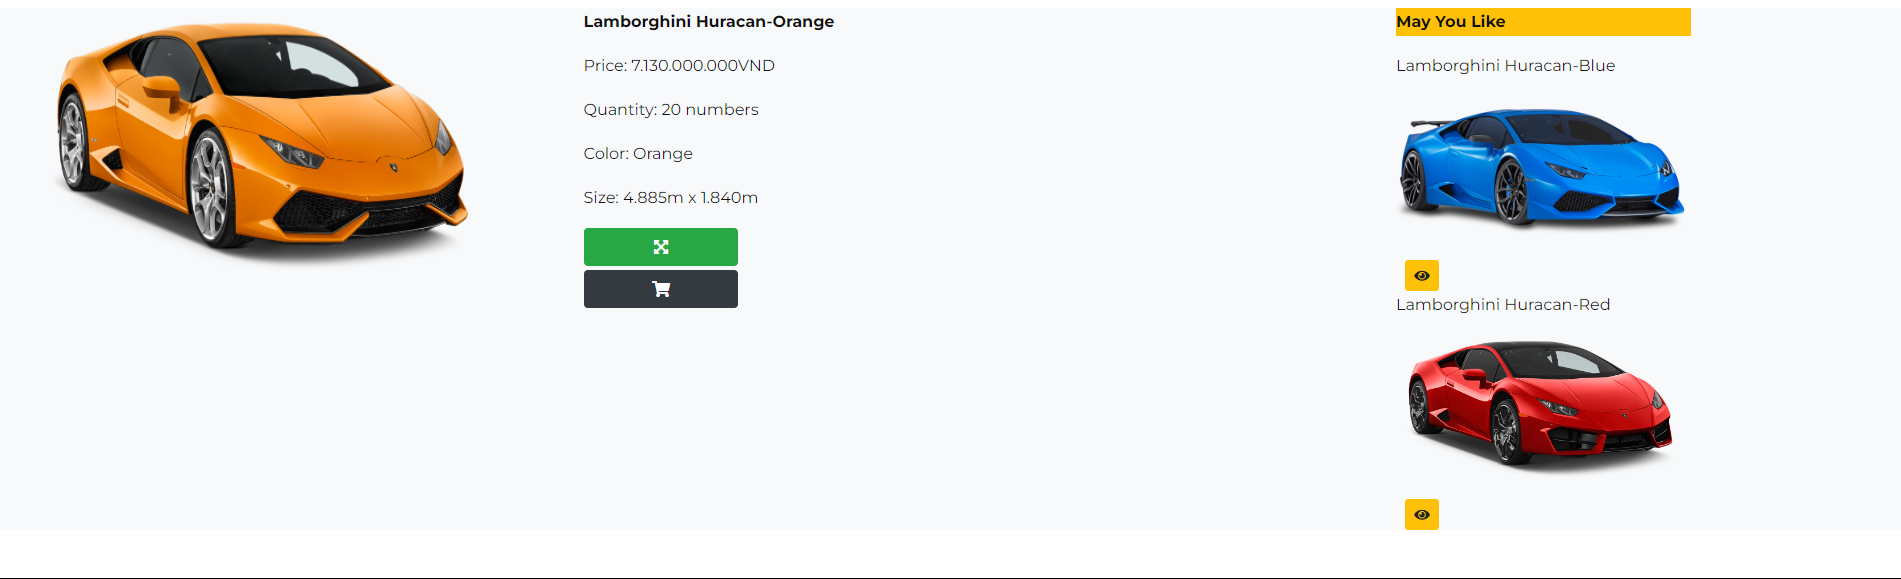 Lamborghini Huracan-Orange
Price: 7.130.000.000VND
Quantity: 20 numbers
Color: Orange
Size: 4.885m x 1.840m
May You Like
Lamborghini Huracan-Blue
Lamborghini Huracan-Red